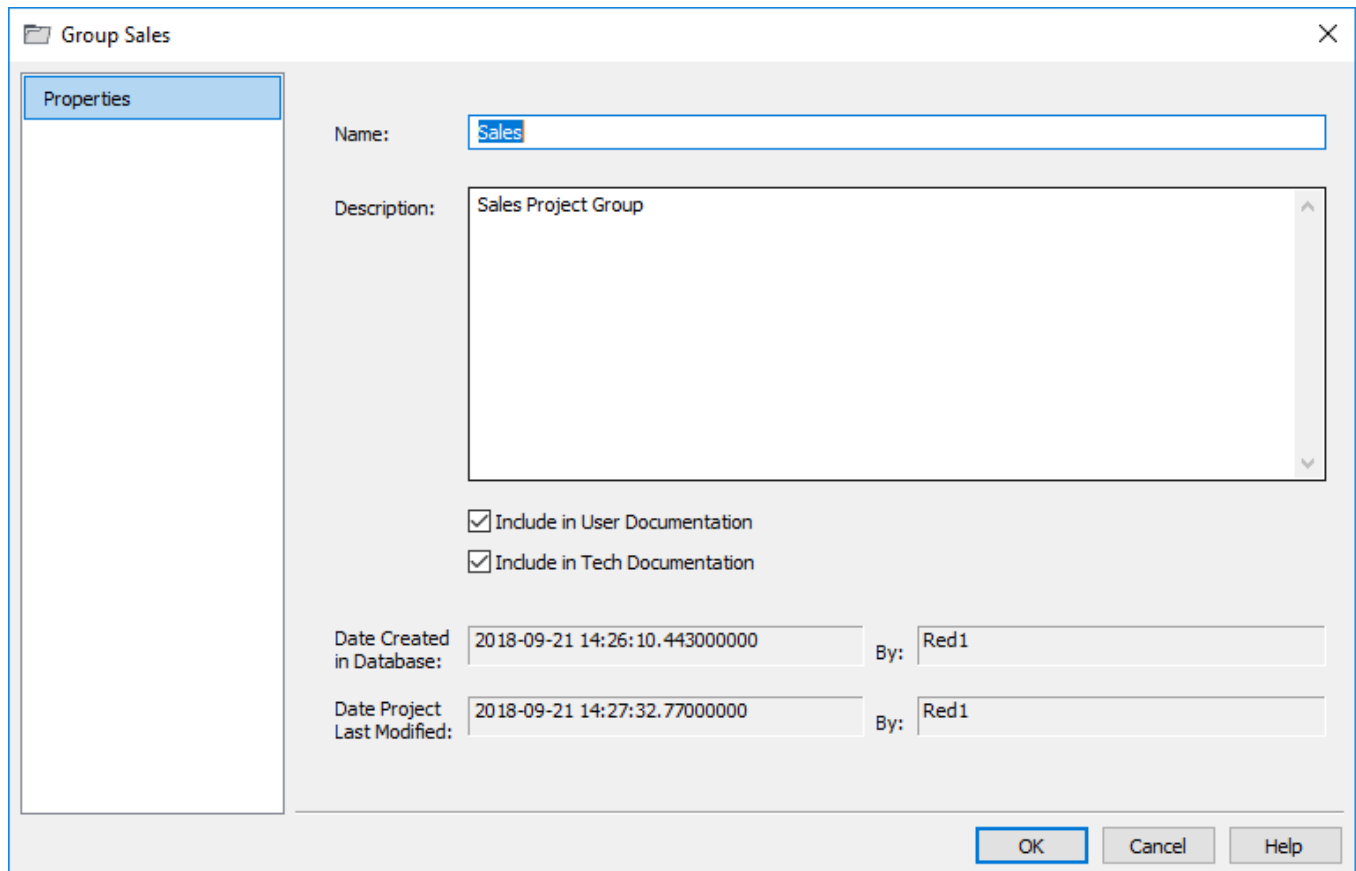 Group Sales
Properties
Name: Sales
Description: Sales Project Group
Include in User Documentation
Include in Tech Documentation
Date Created
in Database: 2018-09-21 14:26:10.443000000 By: Red1
Date Project
Last Modified: 2018-09-21 14:27:32.77000000 By: Red1
OK Cancel Help